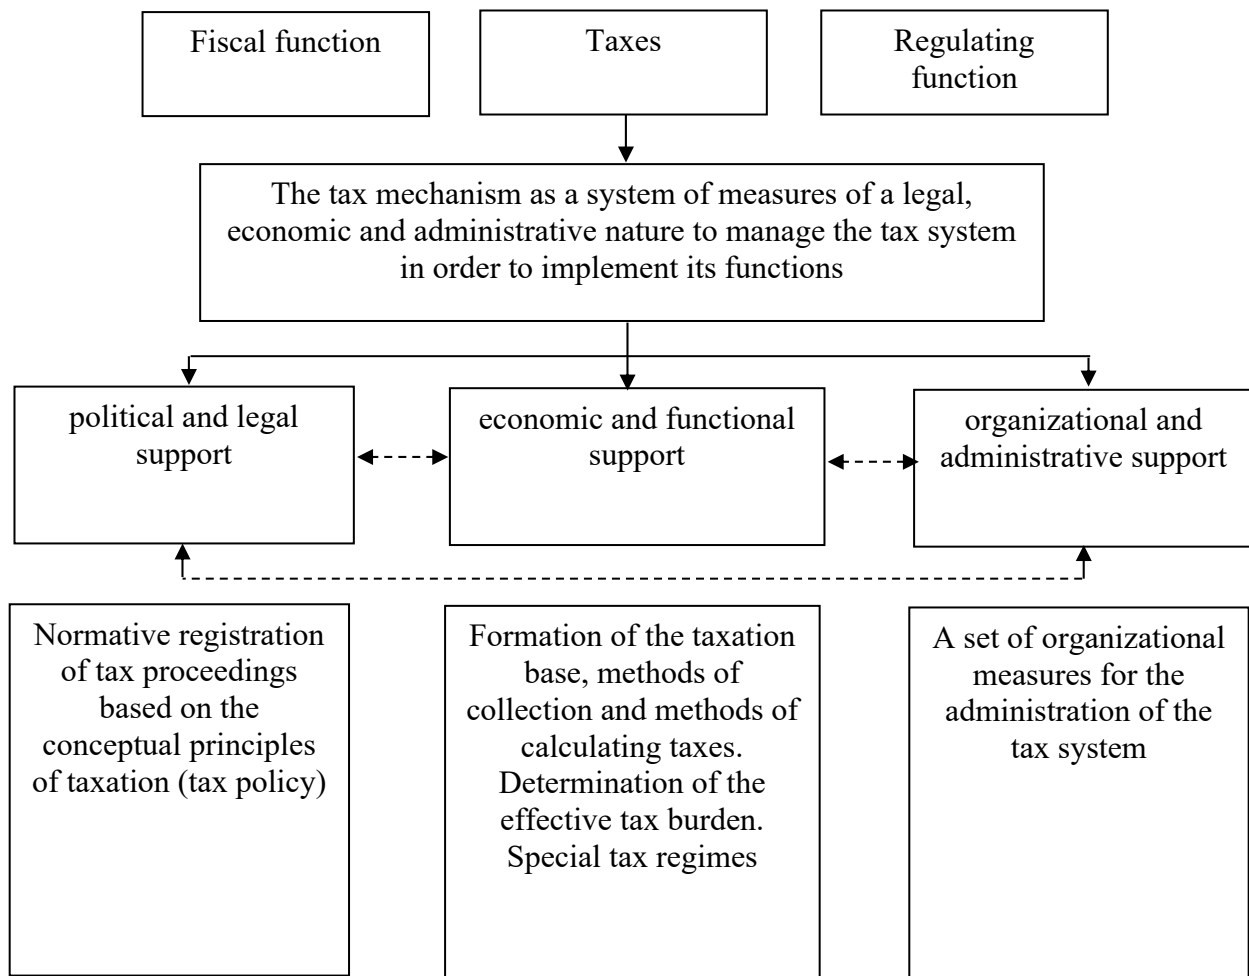 Fiscal function
Taxes
Regulating
function
The tax mechanism as a system of measures of a legal,
economic and administrative nature to manage the tax system
in order to implement its functions
political and legal
support
economic and functional
support
organizational and
administrative support
Normative registration
of tax proceedings
based on the
conceptual principles
of taxation (tax policy)
Formation of the taxation
base, methods of
collection and methods of
calculating taxes.
Determination of the
effective tax burden.
Special tax regimes
A set of organizational
measures for the
administration of the
tax system